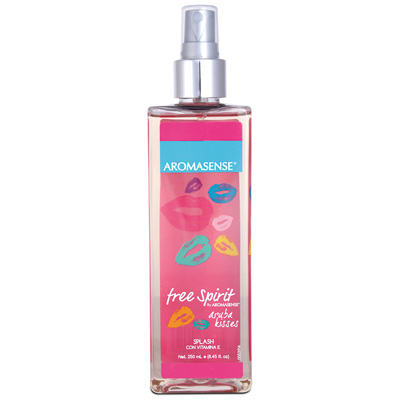 AROMASENSE®
free spirit
By AROMASENSE®
aruba
kisses
SPLASH
CON VITAMINA E
Net. 250 mL e (8.45 fl. oz)